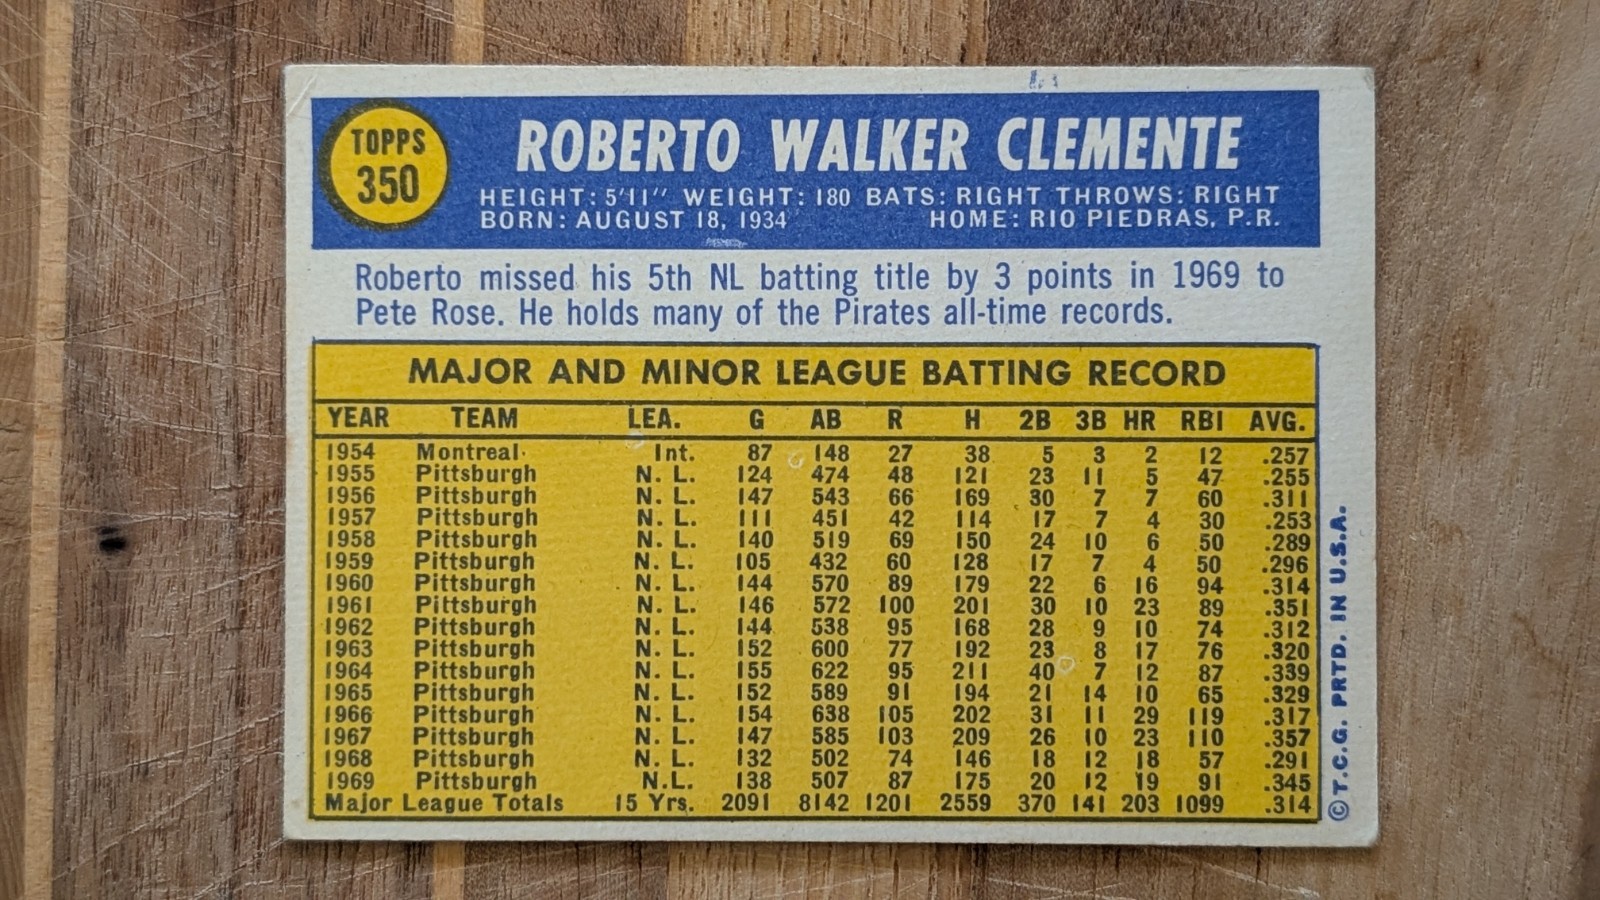 TOPPS
350
ROBERTO WALKER CLEMENTE
HEIGHT: 5'11" WEIGHT: 180 BATS: RIGHT THROWS: RIGHT
BORN: AUGUST 18, 1934 HOME: RIO PIEDRAS, P.R.
Roberto missed his 5th NL batting title by 3 points in 1969 to
Pete Rose. He holds many of the Pirates all-time records.
MAJOR AND MINOR LEAGUE BATTING RECORD
YEAR TEAM LEA. G AB R H 2B 3B HR RBI AVG.
1954 Montreal Int. 87 148 27 38 5 3 2 12 .257
1955 Pittsburgh N. L. 124 474 48 121 23 11 5 47 .255
1956 Pittsburgh N. L. 147 543 66 169 30 7 7 60 .311
1957 Pittsburgh N. L. 111 451 42 114 17 7 4 30 .253
1958 Pittsburgh N. L. 140 519 69 150 24 10 6 50 .289
1959 Pittsburgh N. L. 105 432 60 128 17 7 4 50 .296
1960 Pittsburgh N. L. 144 570 89 179 22 6 16 94 .314
1961 Pittsburgh N. L. 146 572 100 201 30 10 23 89 .351
1962 Pittsburgh N. L. 144 538 95 168 28 9 10 74 .312
1963 Pittsburgh N. L. 152 600 77 192 23 8 17 76 .320
1964 Pittsburgh N. L. 155 622 95 211 40 7 12 87 .339
1965 Pittsburgh N. L. 152 589 91 194 21 14 10 65 .329
1966 Pittsburgh N. L. 154 638 105 202 31 11 29 119 .317
1967 Pittsburgh N. L. 147 585 103 209 26 10 23 110 .357
1968 Pittsburgh N. L. 132 502 74 146 18 12 18 57 .291
1969 Pittsburgh N.L. 138 507 87 175 20 12 19 91 .345
Major League Totals 15 Yrs. 2091 8142 1201 2559 370 141 203 1099 .314
©T.C.G. PRTD. IN U.S.A.